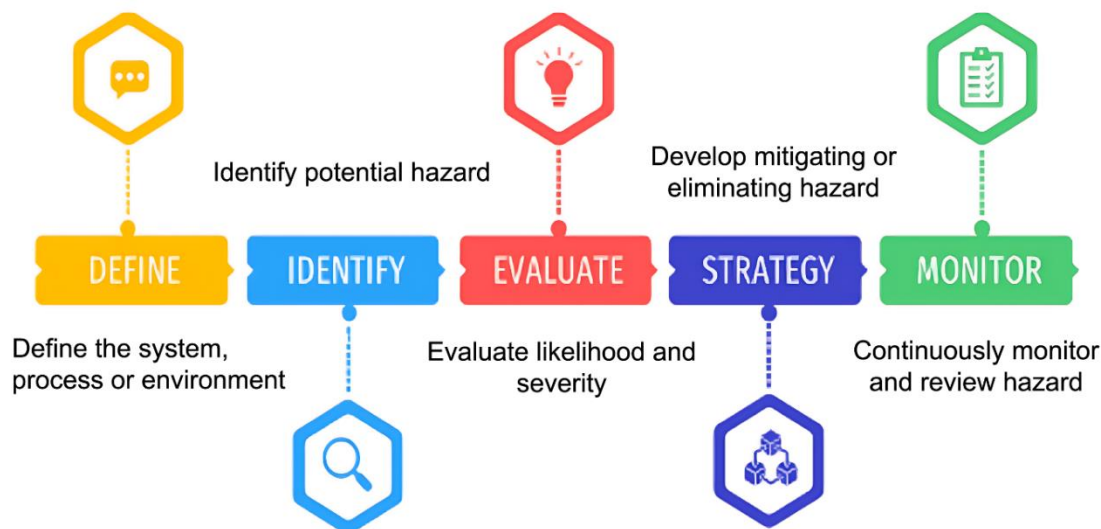 DEFINE
Define the system,
process or environment
IDENTIFY
Identify potential hazard
EVALUATE
Evaluate likelihood and
severity
STRATEGY
Develop mitigating or
eliminating hazard
MONITOR
Continuously monitor
and review hazard